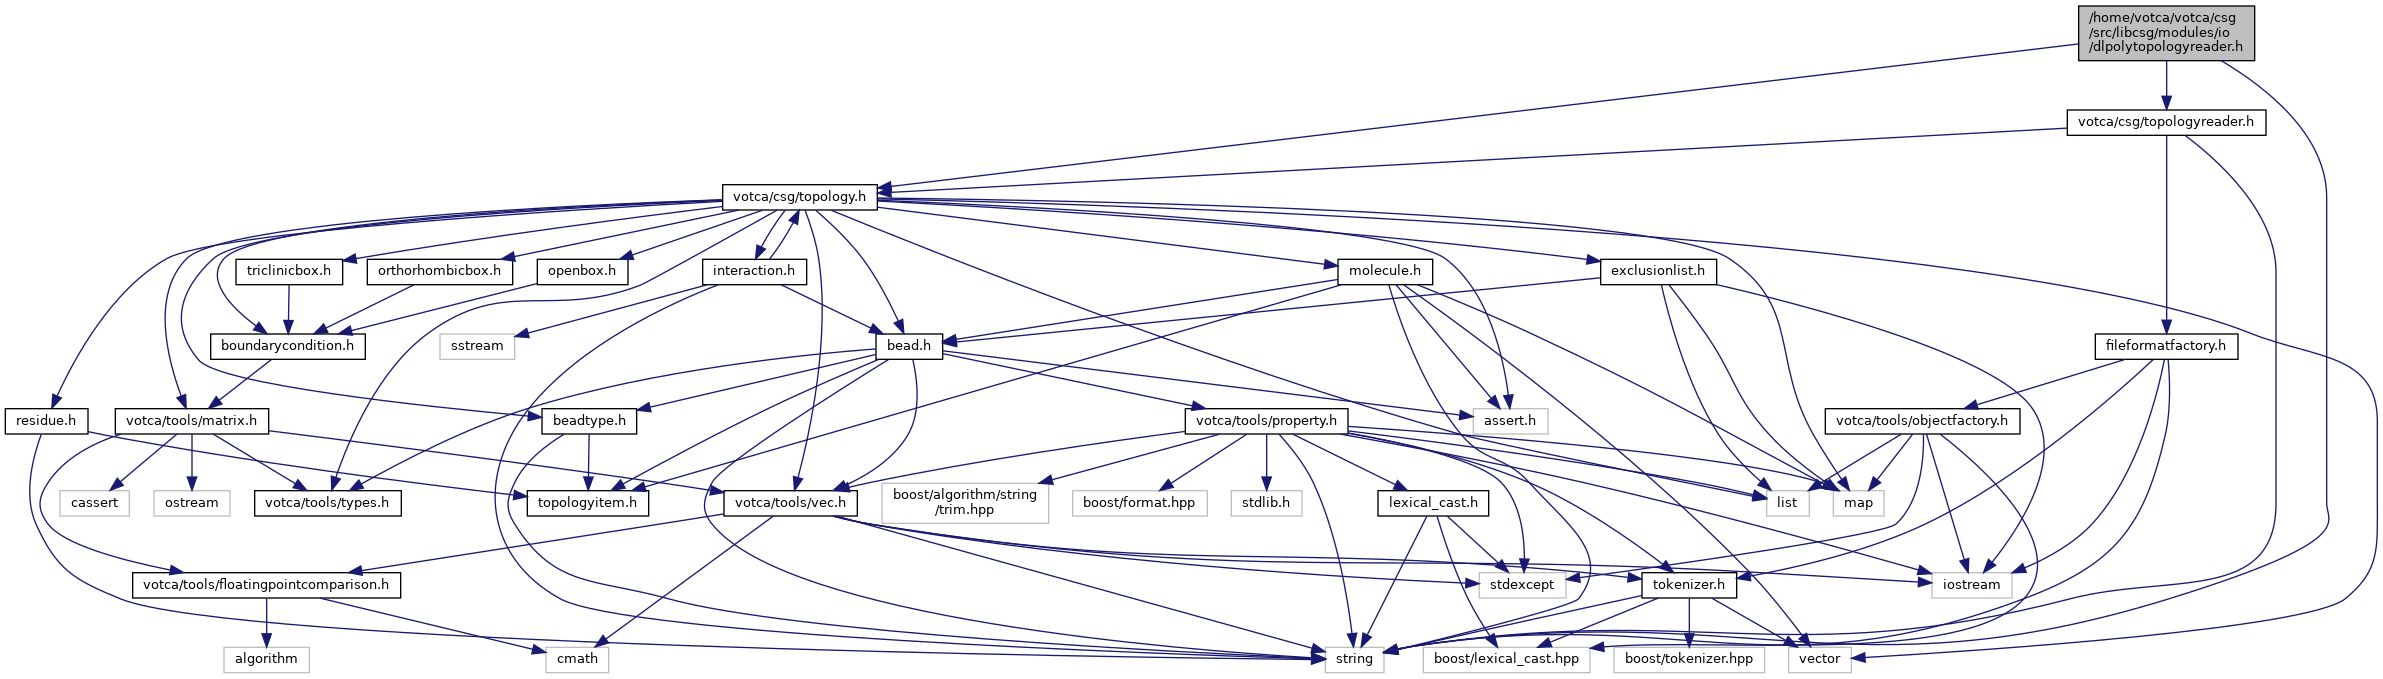 /home/votca/votca/csg
/src/libcsg/modules/io
/dlpolytopologyreader.h
votca/csg/topologyreader.h
votca/csg/topology.h
triclinicbox.h
orthorhombicbox.h
openbox.h
interaction.h
molecule.h
exclusionlist.h
boundarycondition.h
sstream
bead.h
fileformatfactory.h
residue.h
votca/tools/matrix.h
beadtype.h
votca/tools/property.h
assert.h
votca/tools/objectfactory.h
cassert
ostream
votca/tools/types.h
topologyitem.h
votca/tools/vec.h
boost/algorithm/string
/trim.hpp
boost/format.hpp
stdlib.h
lexical_cast.h
list
map
votca/tools/floatingpointcomparison.h
stdexcept
tokenizer.h
iostream
algorithm
cmath
string
boost/lexical_cast.hpp
boost/tokenizer.hpp
vector